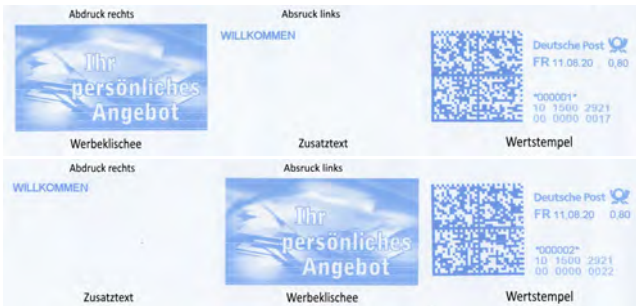 Abdruck rechts
Absruck links
Ihr
persönliches
Angebot
WILLKOMMEN
Deutsche Post
FR 11.08.20 0,80
*000001*
10 1500 2921
00 0000 0017
Werbeklischee
Zusatztext
Wertstempel
Abdruck rechts
Absruck links
WILLKOMMEN
Ihr
persönliches
Angebot
Deutsche Post
FR 11.08.20 0,80
*000002*
10 1500 2921
00 0000 0022
Zusatztext
Werbeklischee
Wertstempel